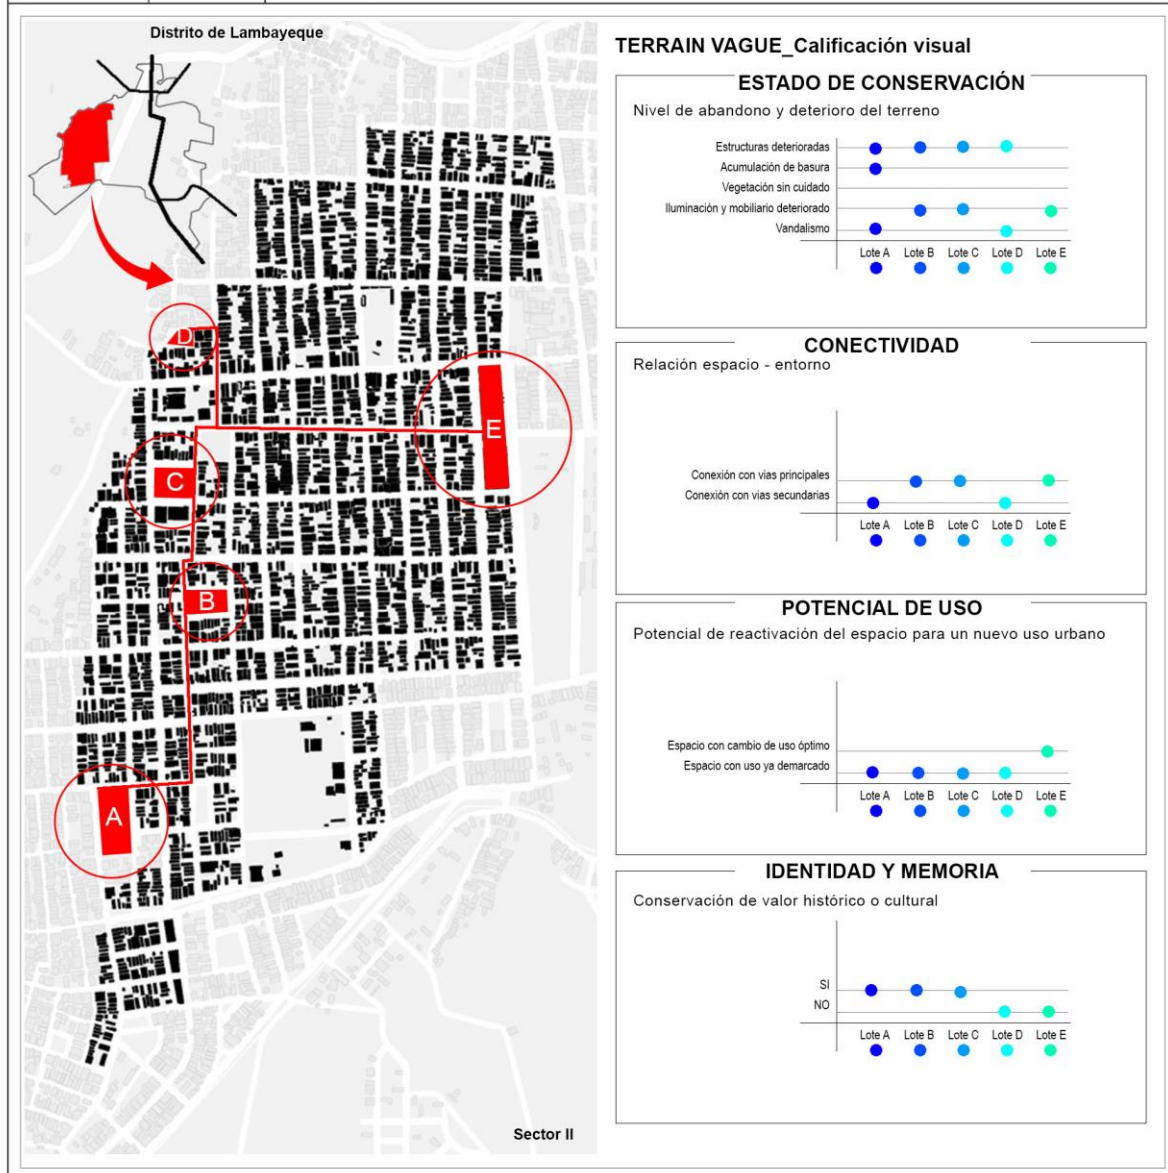 Distrito de Lambayeque
D
E
C
B
A
Sector II
TERRAIN VAGUE_Calificación visual
ESTADO DE CONSERVACIÓN
Nivel de abandono y deterioro del terreno
Estructuras deterioradas
Acumulación de basura
Vegetación sin cuidado
Iluminación y mobiliario deteriorado
Vandalismo
Lote A Lote B Lote C Lote D Lote E
CONECTIVIDAD
Relación espacio - entorno
Conexión con vias principales
Conexión con vias secundarias
Lote A Lote B Lote C Lote D Lote E
POTENCIAL DE USO
Potencial de reactivación del espacio para un nuevo uso urbano
Espacio con cambio de uso óptimo
Espacio con uso ya demarcado
Lote A Lote B Lote C Lote D Lote E
IDENTIDAD Y MEMORIA
Conservación de valor histórico o cultural
SI
NO
Lote A Lote B Lote C Lote D Lote E